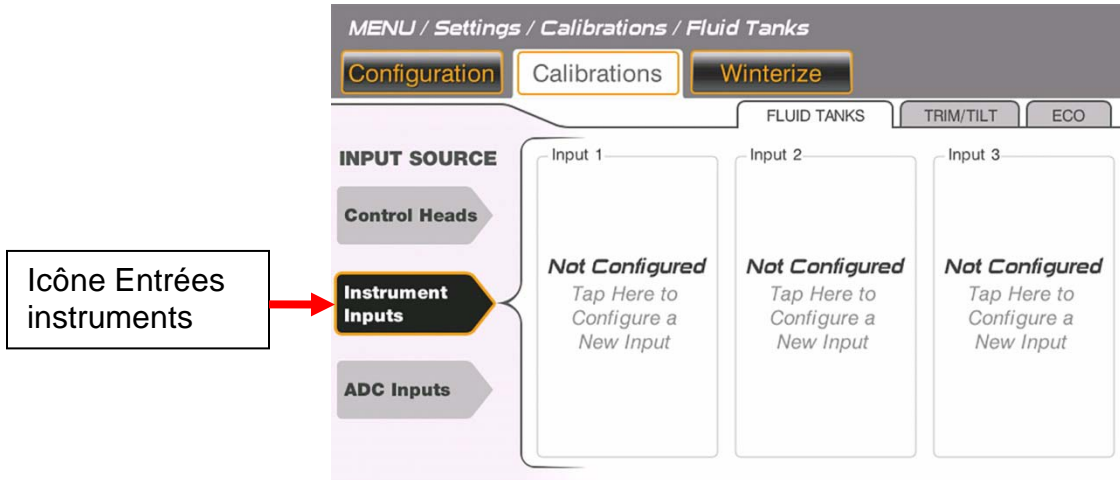 MENU / Settings / Calibrations / Fluid Tanks
Configuration
Calibrations
Winterize
FLUID TANKS
TRIM/TILT
ECO
INPUT SOURCE
Control Heads
Instrument
Inputs
ADC Inputs
Input 1
Not Configured
Tap Here to
Configure a
New Input
Input 2
Not Configured
Tap Here to
Configure a
New Input
Input 3
Not Configured
Tap Here to
Configure a
New Input
Icône Entrées
instruments